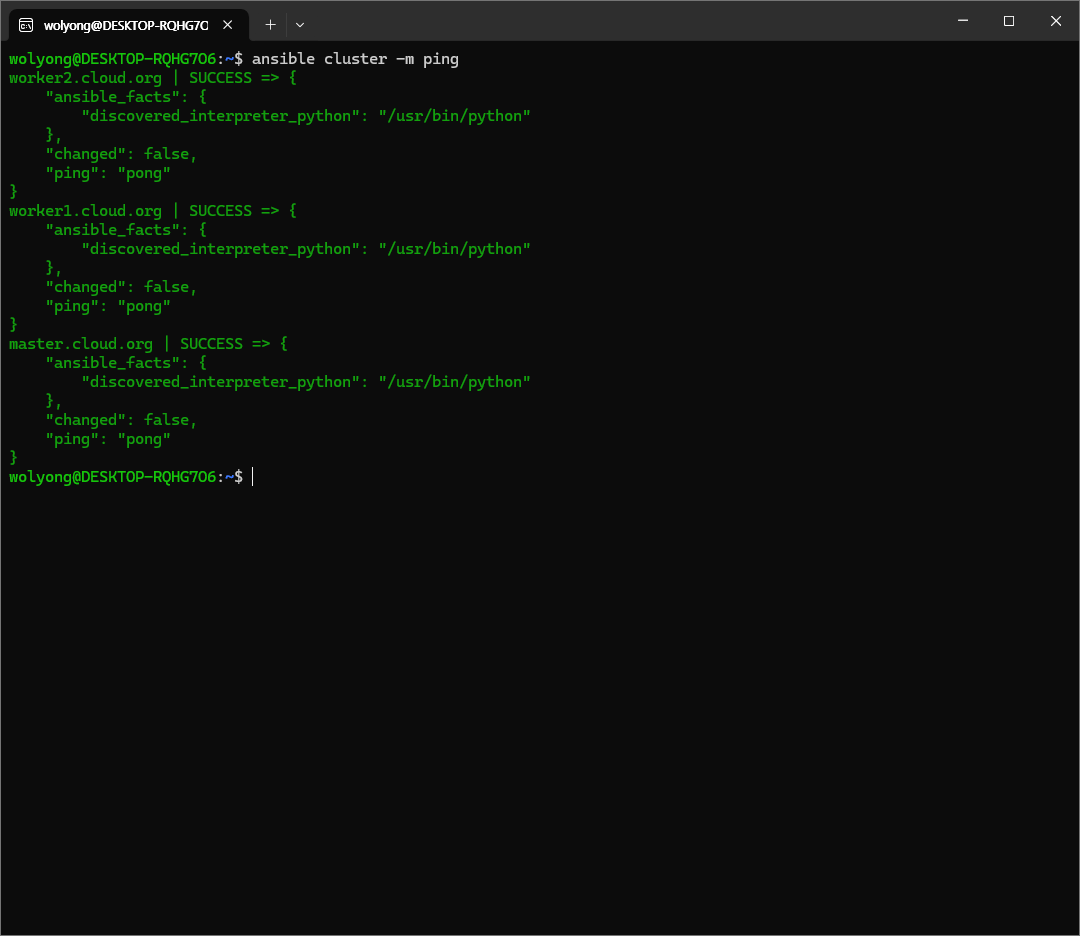 wolyong@DESKTOP-RQHG7O
wolyong@DESKTOP-RQHG7O6:~$ ansible cluster -m ping
worker2.cloud.org | SUCCESS => {
    "ansible_facts": {
        "discovered_interpreter_python": "/usr/bin/python"
    },
    "changed": false,
    "ping": "pong"
}
worker1.cloud.org | SUCCESS => {
    "ansible_facts": {
        "discovered_interpreter_python": "/usr/bin/python"
    },
    "changed": false,
    "ping": "pong"
}
master.cloud.org | SUCCESS => {
    "ansible_facts": {
        "discovered_interpreter_python": "/usr/bin/python"
    },
    "changed": false,
    "ping": "pong"
}
wolyong@DESKTOP-RQHG7O6:~$